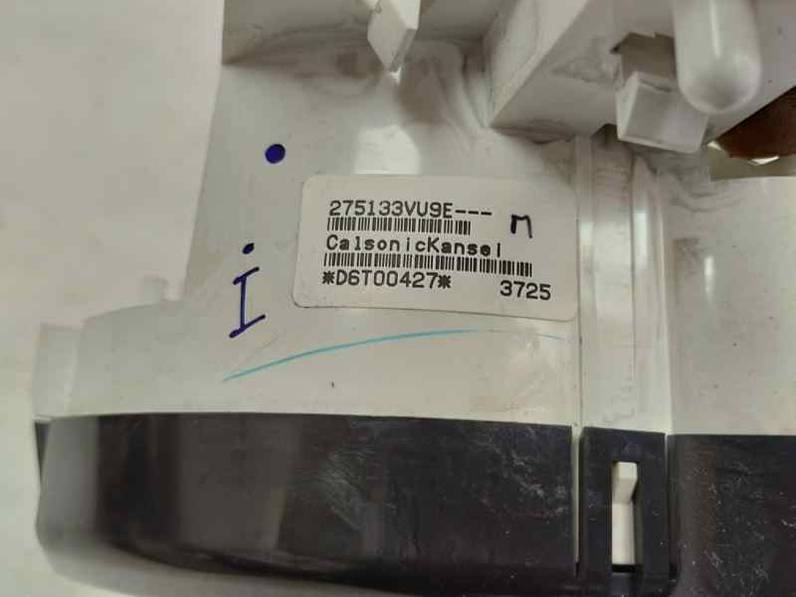 275133VU9E---
m
CalsonicKansei
*D6T00427* 3725
I